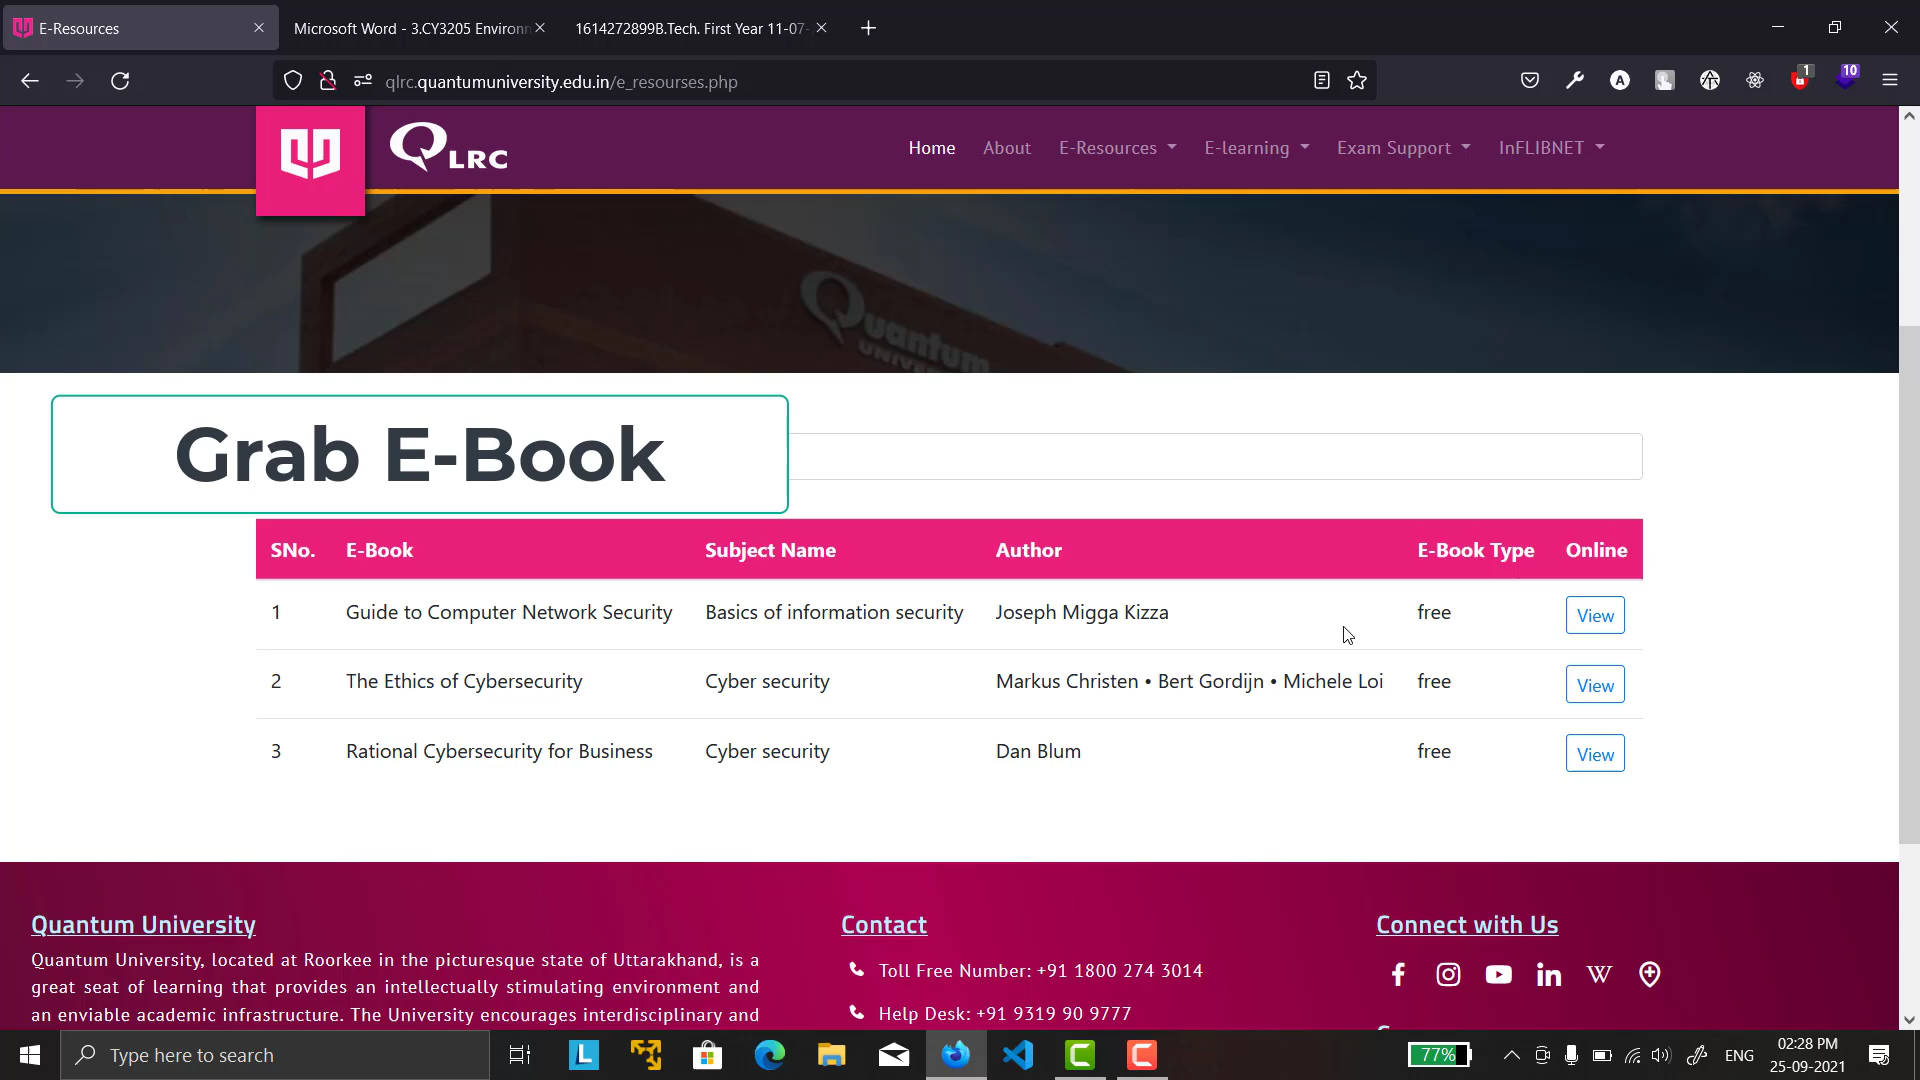 E-Resources
Microsoft Word - 3.CY3205 Environ
1614272899B.Tech. First Year 11-07-
qlrc.quantumuniversity.edu.in/e_resourses.php
A
1
10
QLRC
Home About E-Resources E-learning Exam Support InFLIBNET
Quantum
UNIVER
Grab E-Book
SNo. E-Book Subject Name Author E-Book Type Online
1 Guide to Computer Network Security Basics of information security Joseph Migga Kizza free View
2 The Ethics of Cybersecurity Cyber security Markus Christen • Bert Gordijn • Michele Loi free View
3 Rational Cybersecurity for Business Cyber security Dan Blum free View
Quantum University
Quantum University, located at Roorkee in the picturesque state of Uttarakhand, is a
great seat of learning that provides an intellectually stimulating environment and
an enviable academic infrastructure. The University encourages interdisciplinary and
Contact
Toll Free Number: +91 1800 274 3014
Help Desk: +91 9319 90 9777
Connect with Us
Type here to search
L
77%
ENG
02:28 PM
25-09-2021